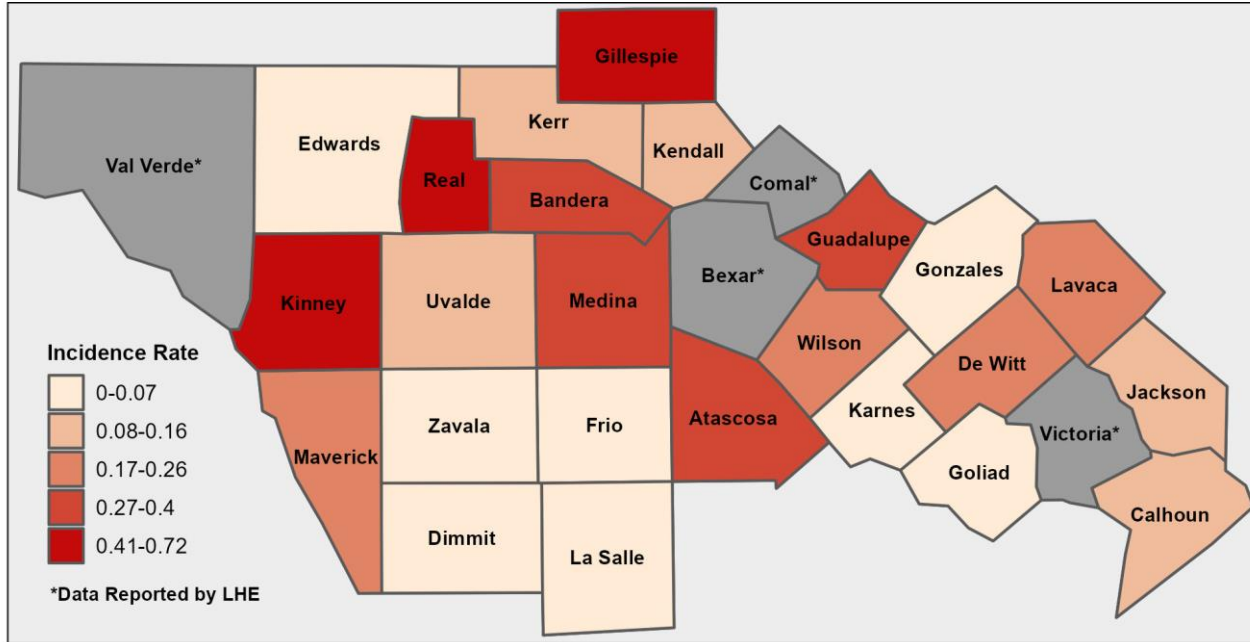 Gillespie
Kerr
Edwards
Kendall
Val Verde*
Real
Comal*
Bandera
Guadalupe
Gonzales
Bexar*
Lavaca
Kinney
Uvalde
Medina
Wilson
De Witt
Jackson
Karnes
Atascosa
Zavala
Frio
Victoria*
Maverick
Goliad
Calhoun
Dimmit
La Salle
Incidence Rate
0-0.07
0.08-0.16
0.17-0.26
0.27-0.4
0.41-0.72
*Data Reported by LHE